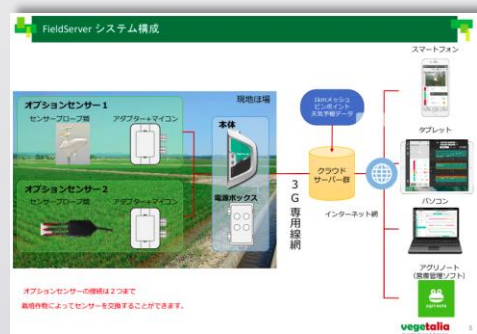 FieldServer システム構成
スマートフォン
現地ほ場
オプションセンサー1
センサープローブ類
アダプター+マイコン
本体
1kmメッシュ
ピンポイント
天気予報データ
タブレット
クラウド
サーバー群
オプションセンサー2
センサープローブ類
アダプター+マイコン
電源ボックス
3G専用線網
インターネット網
パソコン
アグリノート
(営農管理ソフト)
オプションセンサーの接続は2つまで
栽培作物によってセンサーを交換することができます。
agri-note
vegetalia